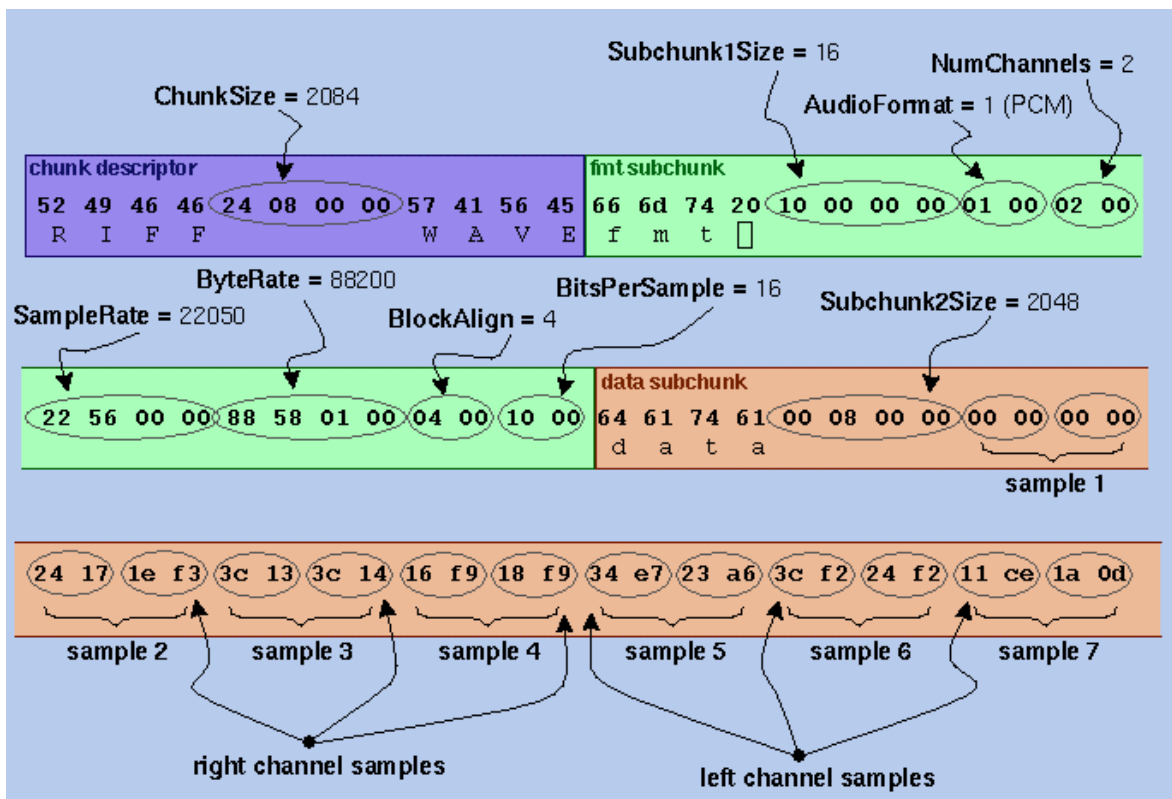 Subchunk1Size = 16
NumChannels = 2
ChunkSize = 2084
AudioFormat = 1 (PCM)
chunk descriptor
fmt subchunk
52 49 46 46 24 08 00 00 57 41 56 45 66 6d 74 20 10 00 00 00 01 00 02 00
R I F F W A V E f m t
ByteRate = 88200
BitsPerSample = 16
Subchunk2Size = 2048
SampleRate = 22050
BlockAlign = 4
data subchunk
22 56 00 00 88 58 01 00 04 00 10 00 64 61 74 61 00 08 00 00 00 00 00 00
d a t a
sample 1
24 17 1e f3 3c 13 3c 14 16 f9 18 f9 34 e7 23 a6 3c f2 24 f2 11 ce 1a 0d
sample 2 sample 3 sample 4 sample 5 sample 6 sample 7
right channel samples
left channel samples